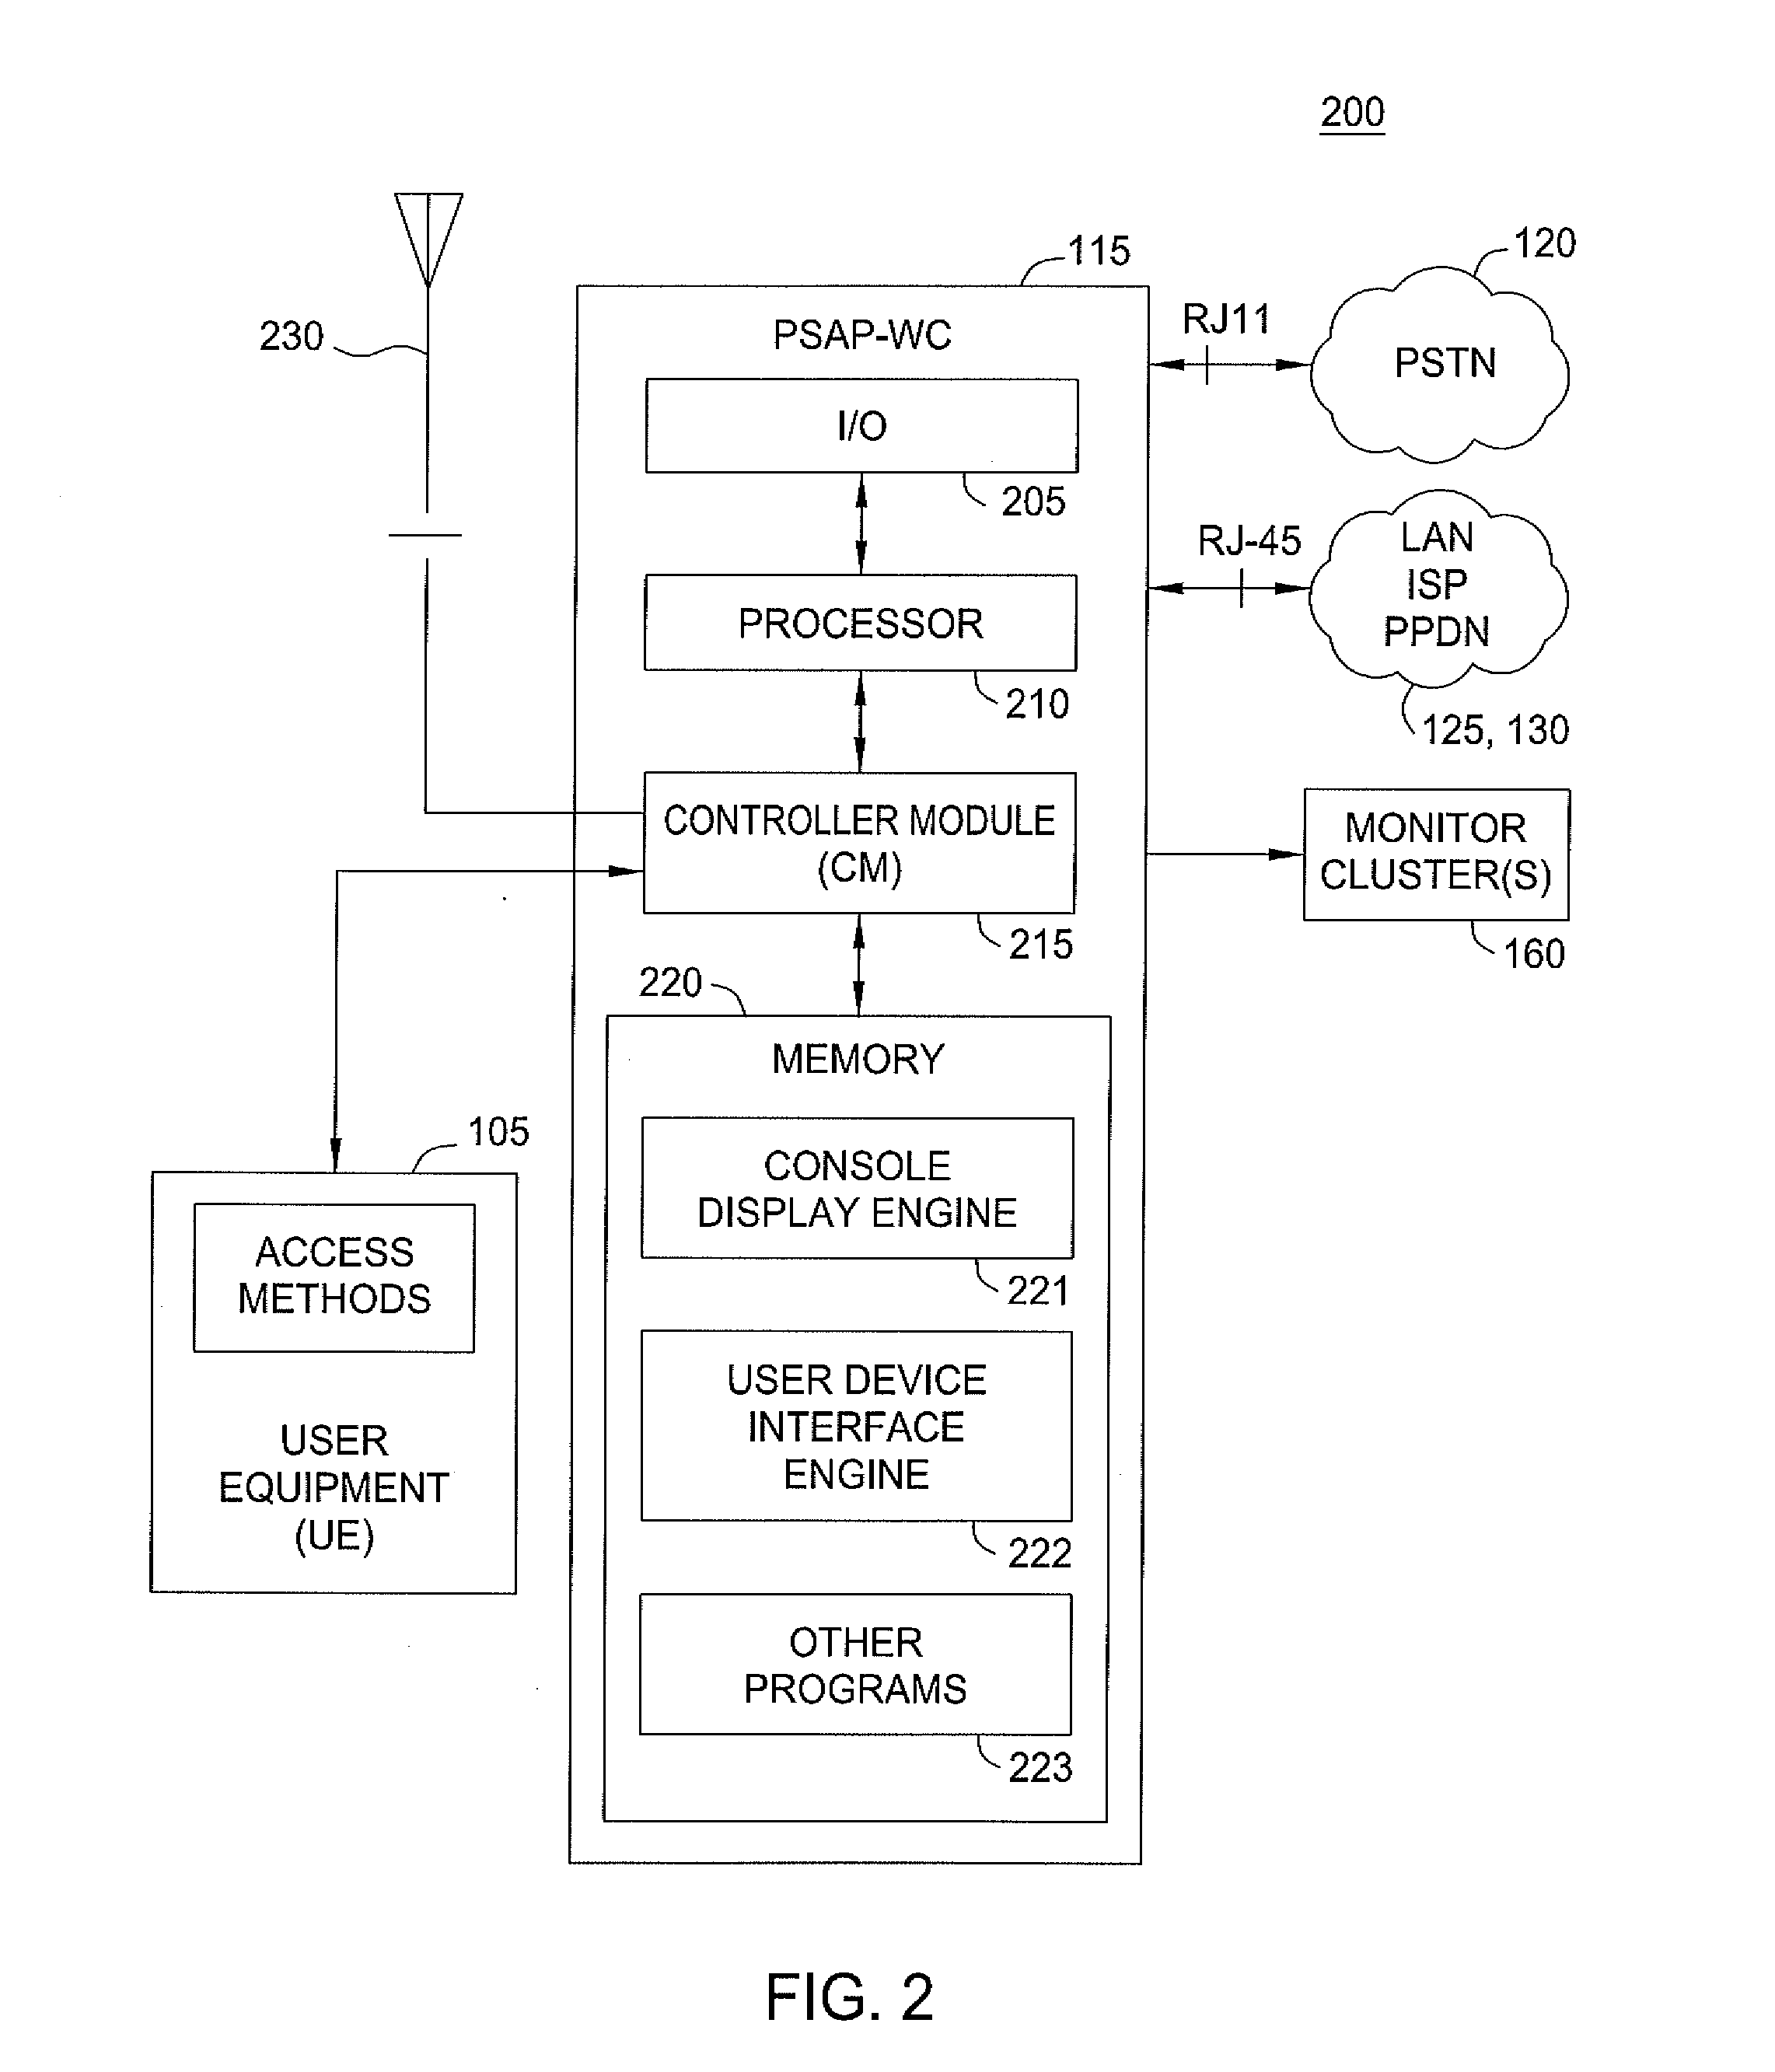 200
115
120
230
PSAP-WC
RJ11
PSTN
I/O
205
RJ-45
LAN
ISP
PPDN
PROCESSOR
210
125, 130
CONTROLLER MODULE
(CM)
215
MONITOR
CLUSTER(S)
160
220
MEMORY
105
CONSOLE
DISPLAY ENGINE
221
ACCESS
METHODS
USER DEVICE
INTERFACE
ENGINE
222
USER
EQUIPMENT
(UE)
OTHER
PROGRAMS
223
FIG. 2